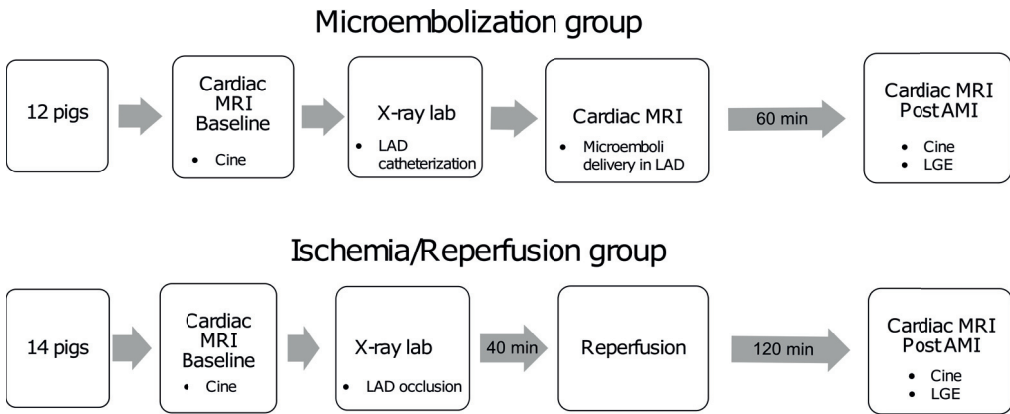 Microembolization group
12 pigs
Cardiac
MRI
Baseline
• Cine
X-ray lab
• LAD
catheterization
Cardiac MRI
• Microemboli
delivery in LAD
60 min
Cardiac MRI
PostAMI
• Cine
• LGE
Ischemia/Reperfusion group
14 pigs
Cardiac
MRI
Baseline
• Cine
X-ray lab
• LAD occlusion
40 min
Reperfusion
120 min
Cardiac MRI
PostAMI
• Cine
• LGE